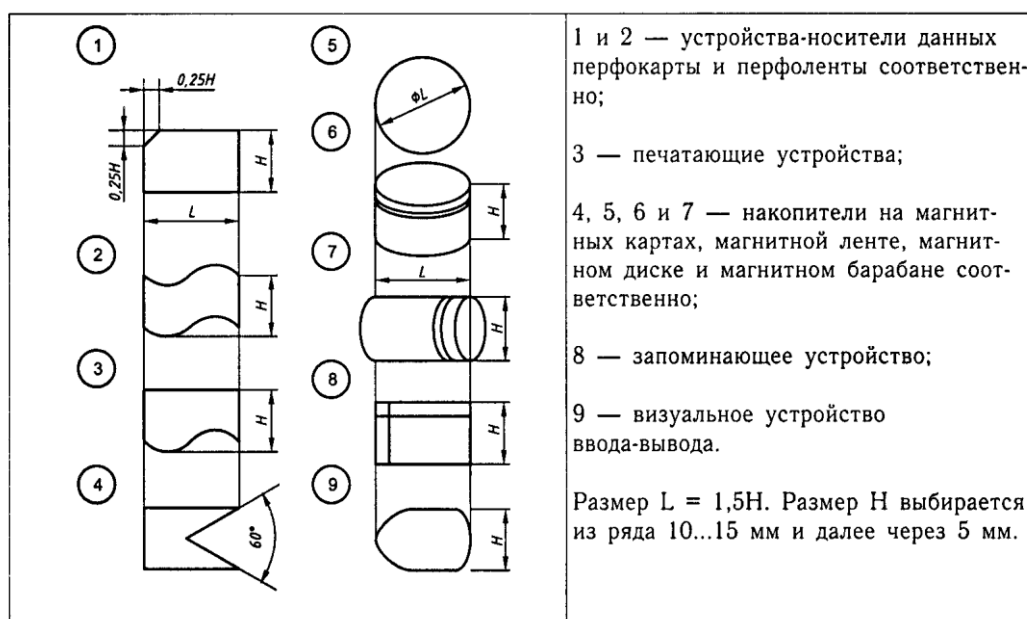 1
0,25H
0,25H
H
L
2
H
3
H
4
60°
5
ϕL
6
H
7
L
H
8
H
9
H
1 и 2 — устройства-носители данных
перфокарты и перфоленты соответствен-
но;
3 — печатающие устройства;
4, 5, 6 и 7 — накопители на магнит-
ных картах, магнитной ленте, магнит-
ном диске и магнитном барабане соот-
ветственно;
8 — запоминающее устройство;
9 — визуальное устройство
ввода-вывода.
Размер L = 1,5H. Размер H выбирается
из ряда 10...15 мм и далее через 5 мм.